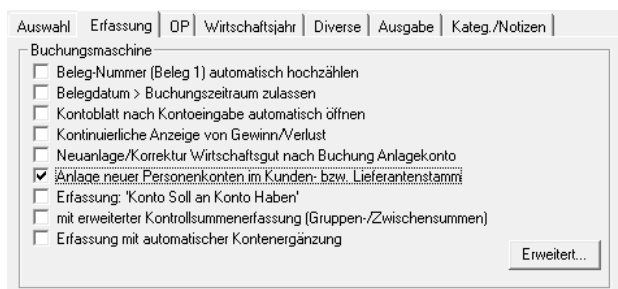 Auswahl Erfassung OP Wirtschaftsjahr Diverse Ausgabe Kateg./Notizen
Buchungsmaschine
Beleg-Nummer (Beleg 1) automatisch hochzählen
Belegdatum > Buchungszeitraum zulassen
Kontoblatt nach Kontoeingabe automatisch öffnen
Kontinuierliche Anzeige von Gewinn/Verlust
Neuanlage/Korrektur Wirtschaftsgut nach Buchung Anlagekonto
Anlage neuer Personenkonten im Kunden- bzw. Lieferantenstamm
Erfassung: 'Konto Soll an Konto Haben'
mit erweiterter Kontrollsummenerfassung (Gruppen-/Zwischensummen)
Erfassung mit automatischer Kontenergänzung
Erweitert...